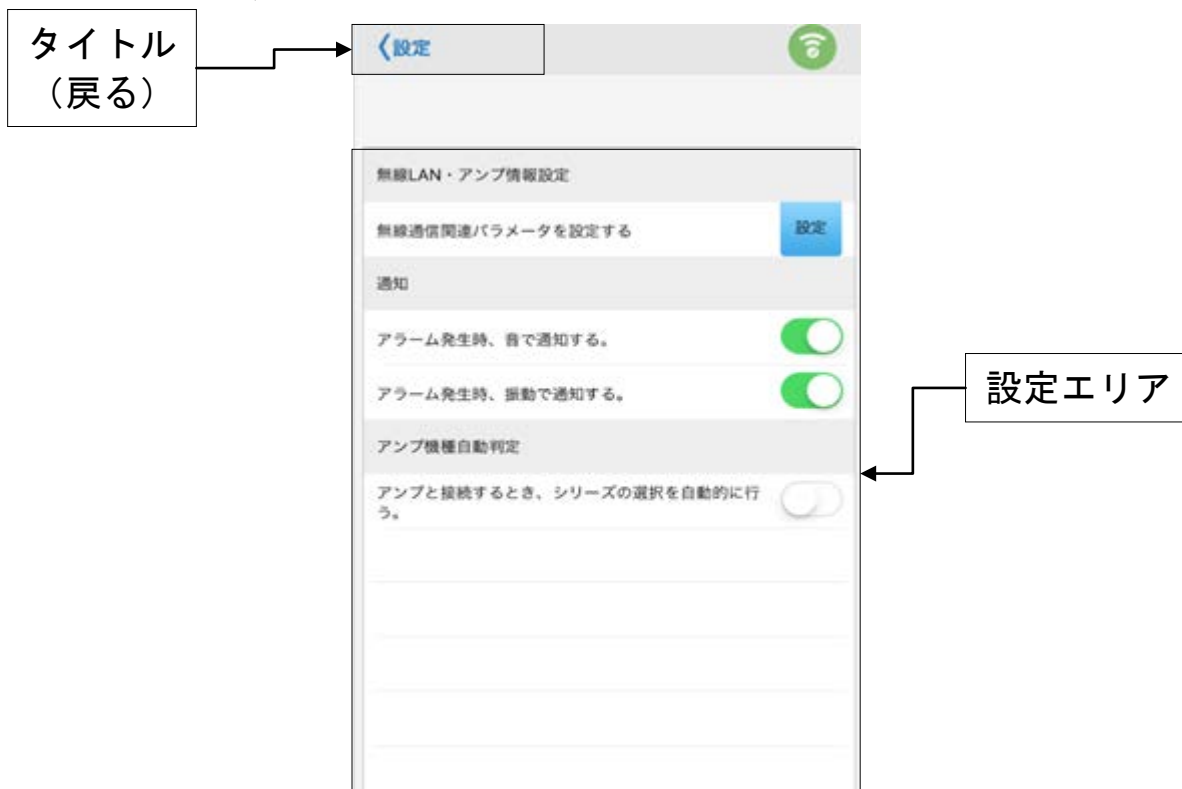 タイトル
（戻る）
設定
無線LAN・アンプ情報設定
無線通信関連パラメータを設定する
設定
通知
アラーム発生時、音で通知する。
アラーム発生時、振動で通知する。
設定エリア
アンプ機種自動判定
アンプと接続するとき、シリーズの選択を自動的に行
う。